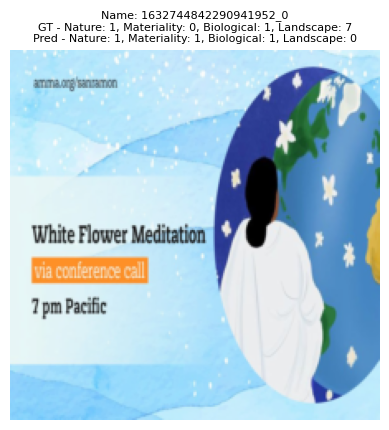 Name: 1632744842290941952_0
GT - Nature: 1, Materiality: 0, Biological: 1, Landscape: 7
Pred - Nature: 1, Materiality: 1, Biological: 1, Landscape: 0
amma.org/sanramon
White Flower Meditation
via conference call
7 pm Pacific